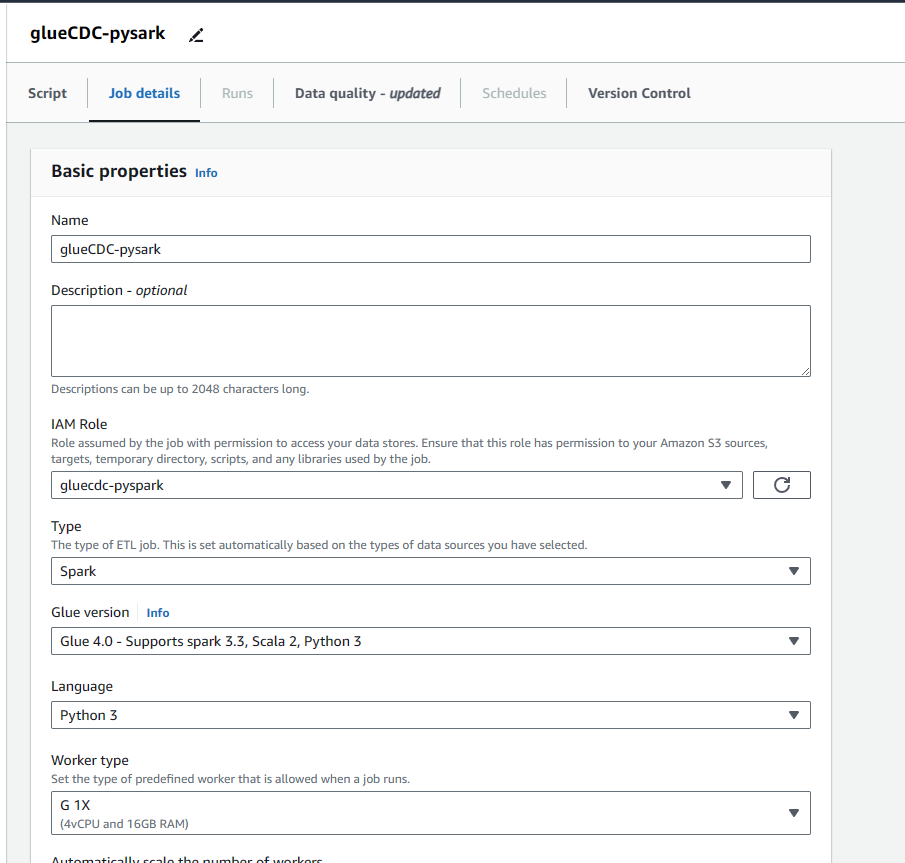 glueCDC-pysark
Script
Job details
Runs
Data quality - updated
Schedules
Version Control
Basic properties Info
Name
glueCDC-pysark
Description - optional
Descriptions can be up to 2048 characters long.
IAM Role
Role assumed by the job with permission to access your data stores. Ensure that this role has permission to your Amazon S3 sources,
targets, temporary directory, scripts, and any libraries used by the job.
gluecdc-pyspark
Type
The type of ETL job. This is set automatically based on the types of data sources you have selected.
Spark
Glue version Info
Glue 4.0 - Supports spark 3.3, Scala 2, Python 3
Language
Python 3
Worker type
Set the type of predefined worker that is allowed when a job runs.
G 1X
(4vCPU and 16GB RAM)
Automatically scale the number of workers